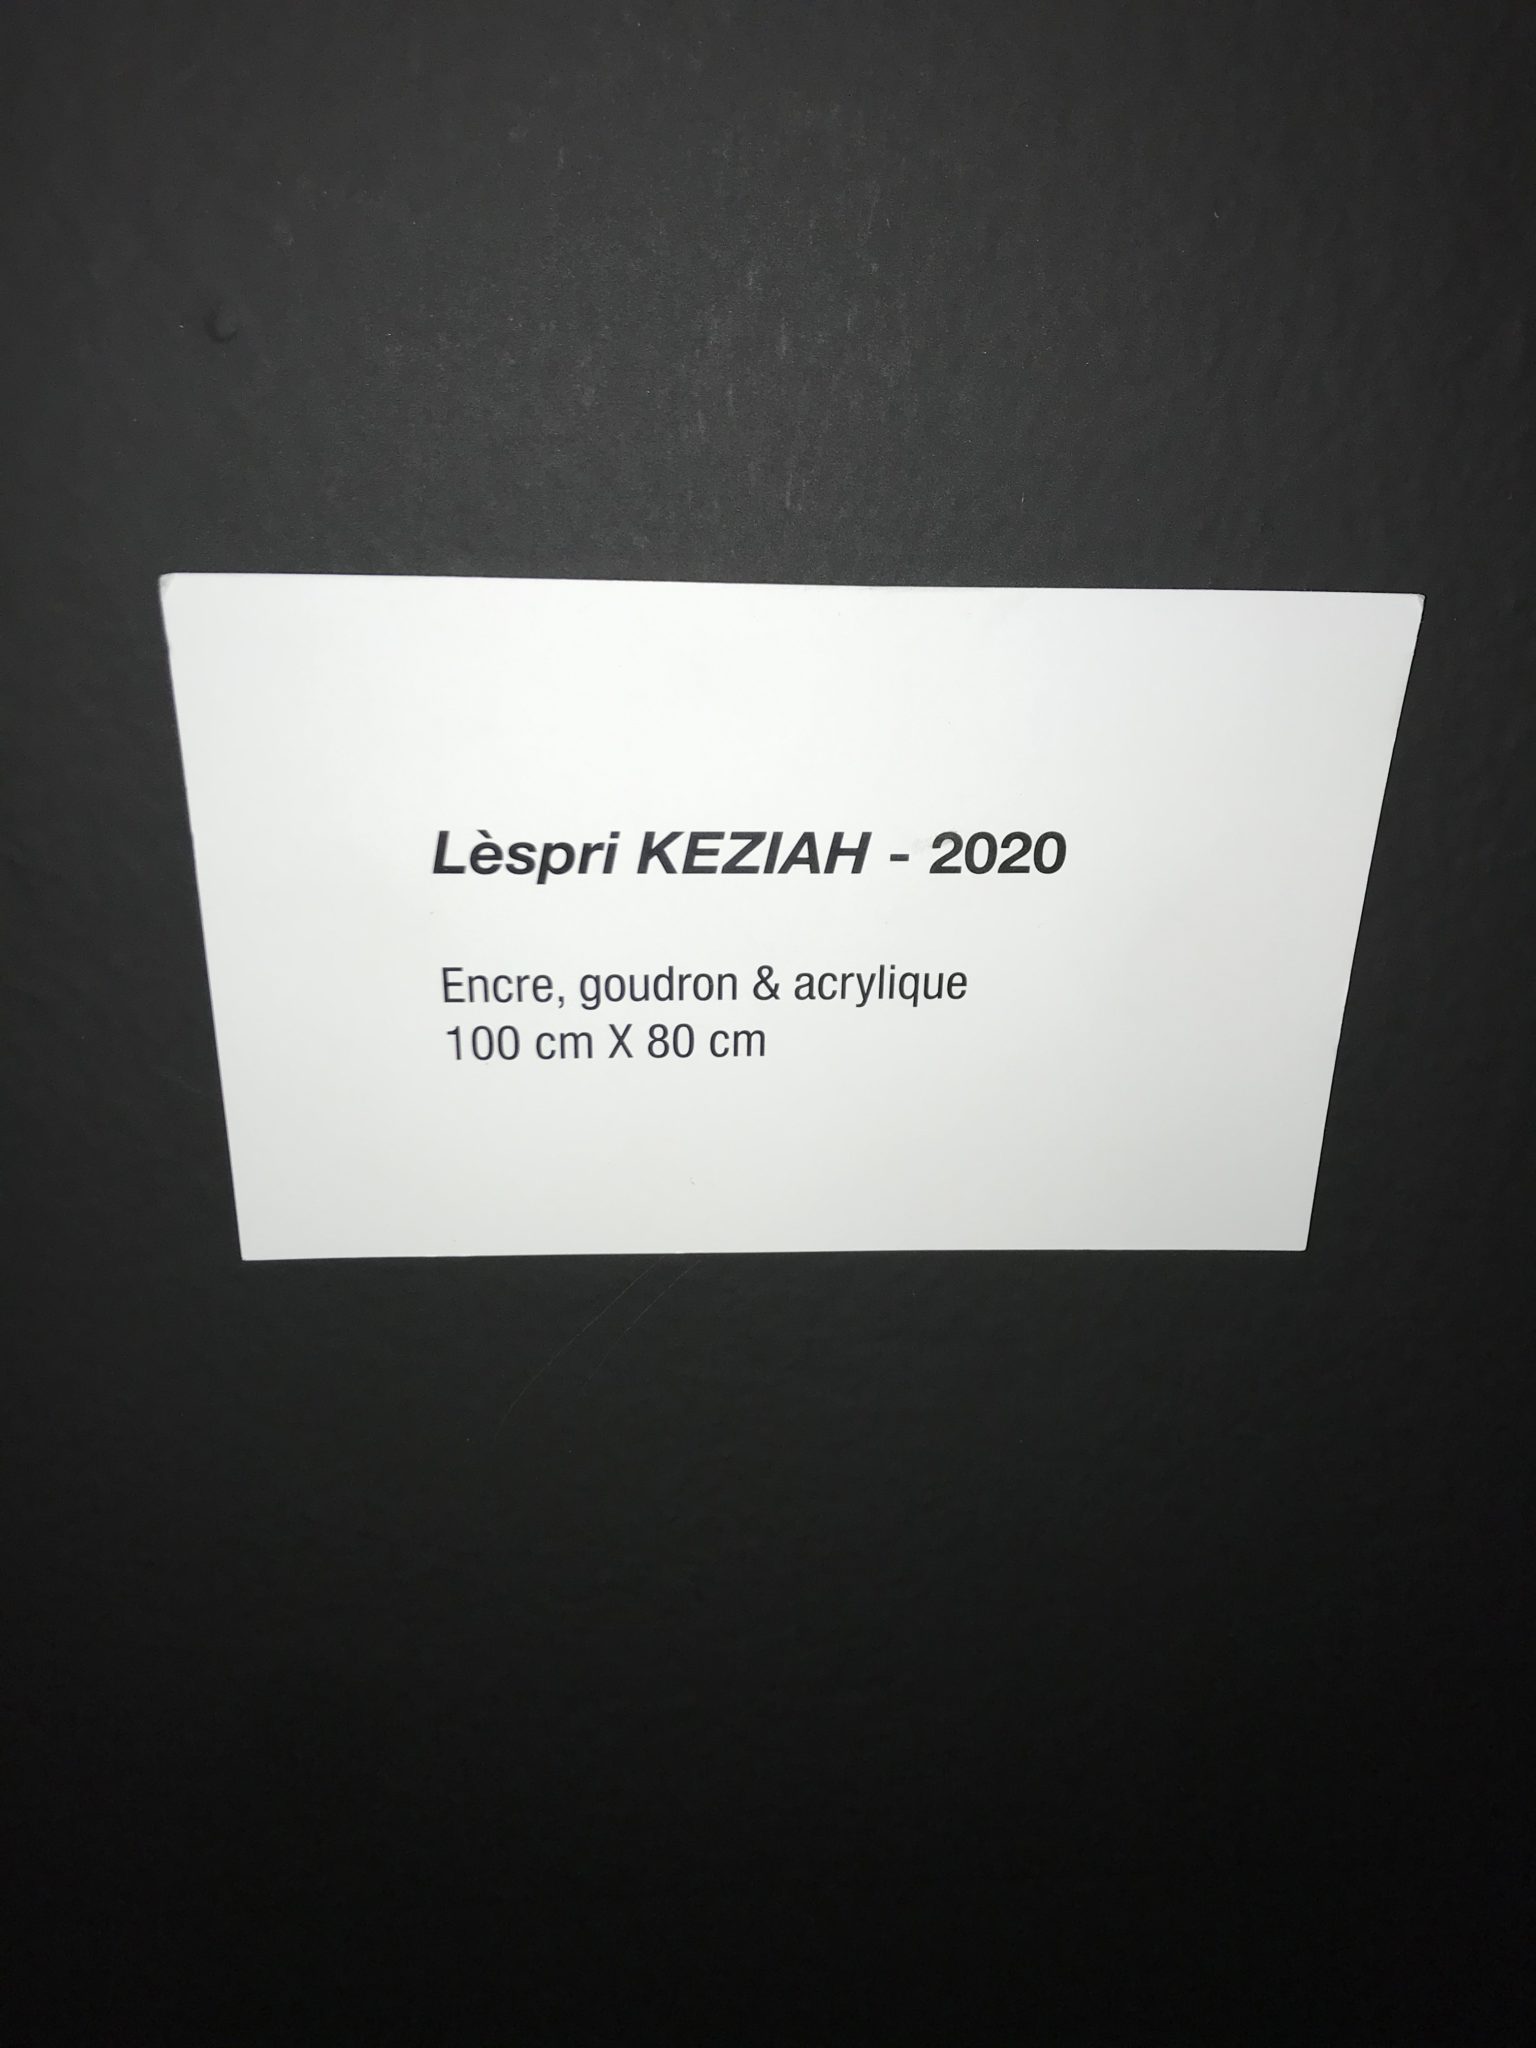 Lèspri KEZIAH - 2020
Encre, goudron & acrylique
100 cm X 80 cm